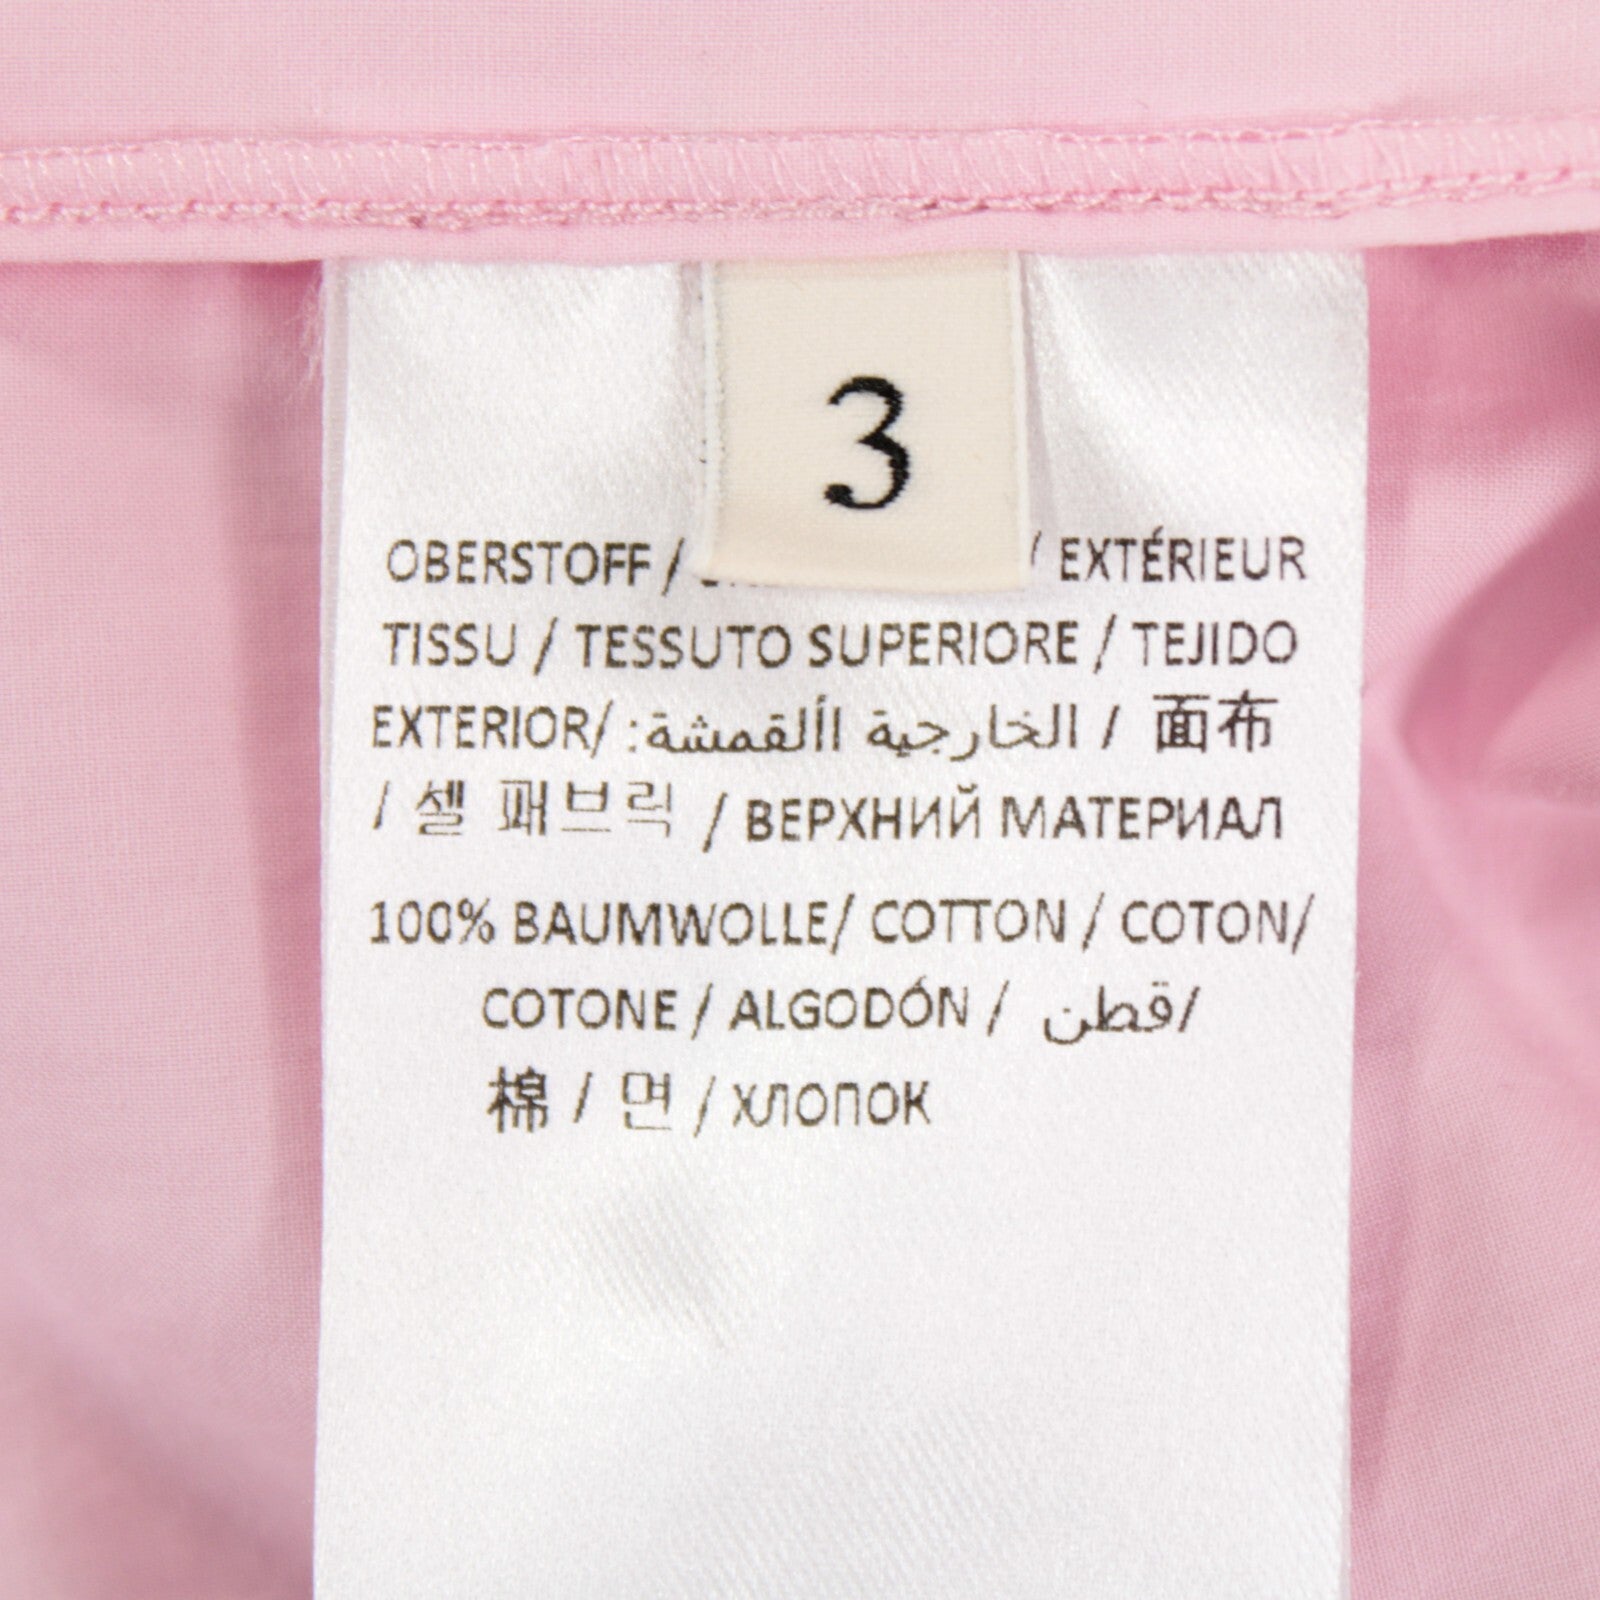 3
OBERSTOFF / / EXTÉRIEUR
TISSU / TESSUTO SUPERIORE / TEJIDO
EXTERIOR/ :الخارجية األقمشة / 面布
/ 셀 패브릭 / ВЕРХНИЙ МАТЕРИАЛ
100% BAUMWOLLE/ COTTON / COTON/
COTONE / ALGODÓN / قطن/
棉 / 면 / ХЛОПОК